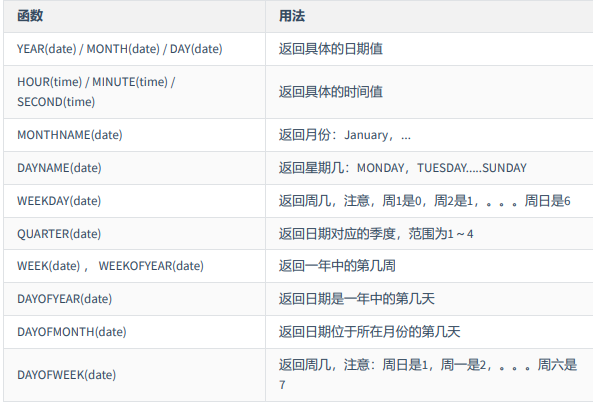 函数 用法
YEAR(date) / MONTH(date) / DAY(date) 返回具体的日期值
HOUR(time) / MINUTE(time) /
SECOND(time) 返回具体的时间值
MONTHNAME(date) 返回月份：January，...
DAYNAME(date) 返回星期几：MONDAY，TUESDAY.....SUNDAY
WEEKDAY(date) 返回周几，注意，周1是0，周2是1，。。。周日是6
QUARTER(date) 返回日期对应的季度，范围为1～4
WEEK(date) ， WEEKOFYEAR(date) 返回一年中的第几周
DAYOFYEAR(date) 返回日期是一年中的第几天
DAYOFMONTH(date) 返回日期位于所在月份的第几天
DAYOFWEEK(date) 返回周几，注意：周日是1，周一是2，。。。周六是
7